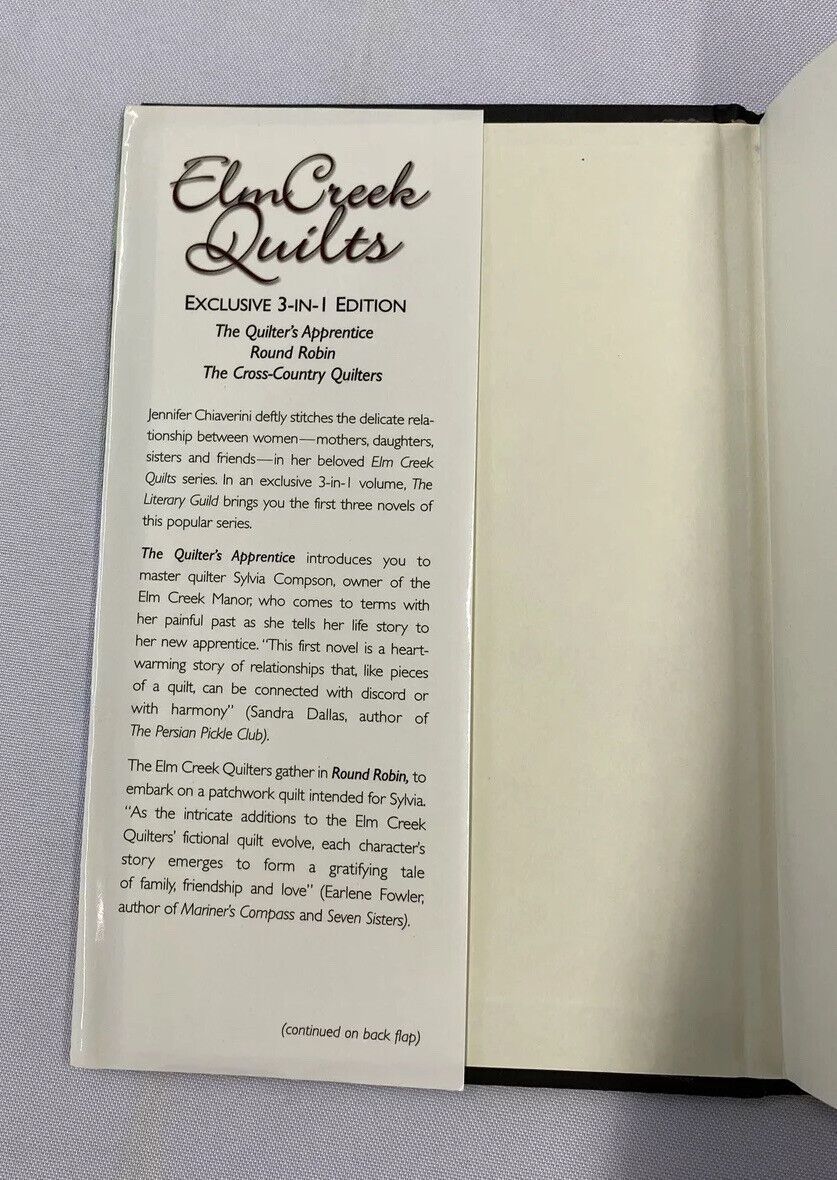 Elm Creek
Quilts
EXCLUSIVE 3-IN-1 EDITION
The Quilter's Apprentice
Round Robin
The Cross-Country Quilters
Jennifer Chiaverini deftly stitches the delicate rela-
tionship between women—mothers, daughters,
sisters and friends—in her beloved Elm Creek
Quilts series. In an exclusive 3-in-1 volume, The
Literary Guild brings you the first three novels of
this popular series.
The Quilter's Apprentice introduces you to
master quilter Sylvia Compson, owner of the
Elm Creek Manor, who comes to terms with
her painful past as she tells her life story to
her new apprentice. "This first novel is a heart-
warming story of relationships that, like pieces
of a quilt, can be connected with discord or
with harmony" (Sandra Dallas, author of
The Persian Pickle Club).
The Elm Creek Quilters gather in Round Robin, to
embark on a patchwork quilt intended for Sylvia.
"As the intricate additions to the Elm Creek
Quilters' fictional quilt evolve, each character's
story emerges to form a gratifying tale
of family, friendship and love" (Earlene Fowler,
author of Mariner's Compass and Seven Sisters).
(continued on back flap)